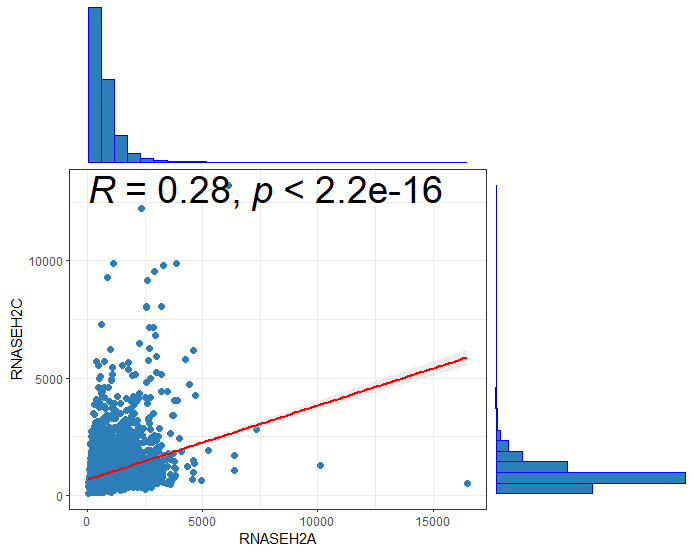 R = 0.28, p < 2.2e-16
10000
5000
0
RNASEH2C
0 5000 10000 15000
RNASEH2A